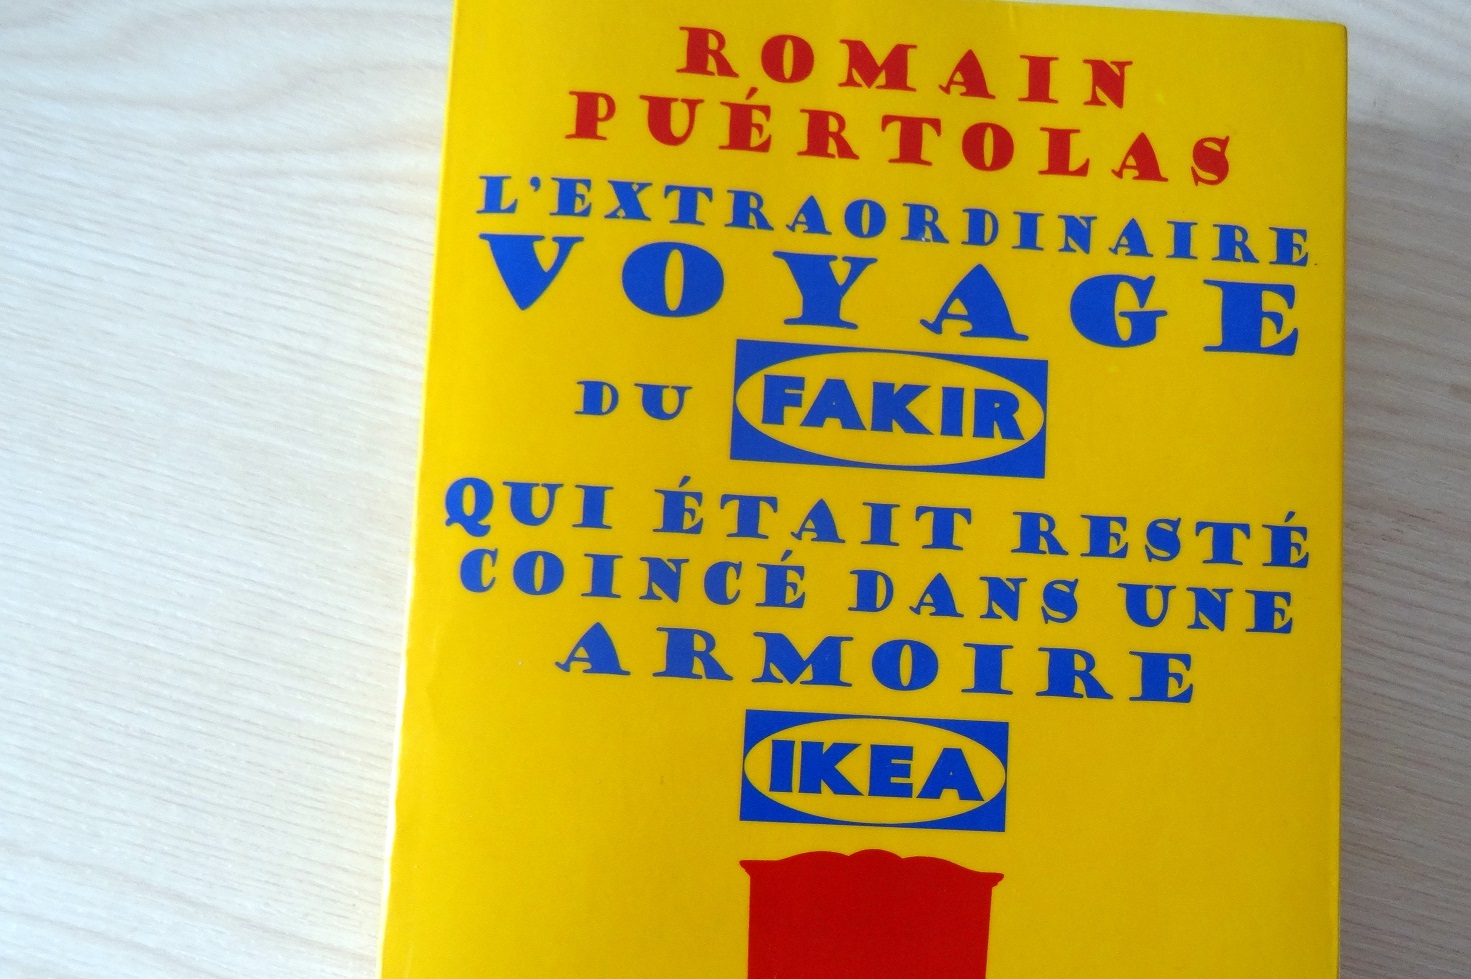 ROMAIN
PUÉRTOLAS
L'EXTRAORDINAIRE
VOYAGE
DU FAKIR
QUI ÉTAIT RESTÉ
COINCÉ DANS UNE
ARMOIRE
IKEA